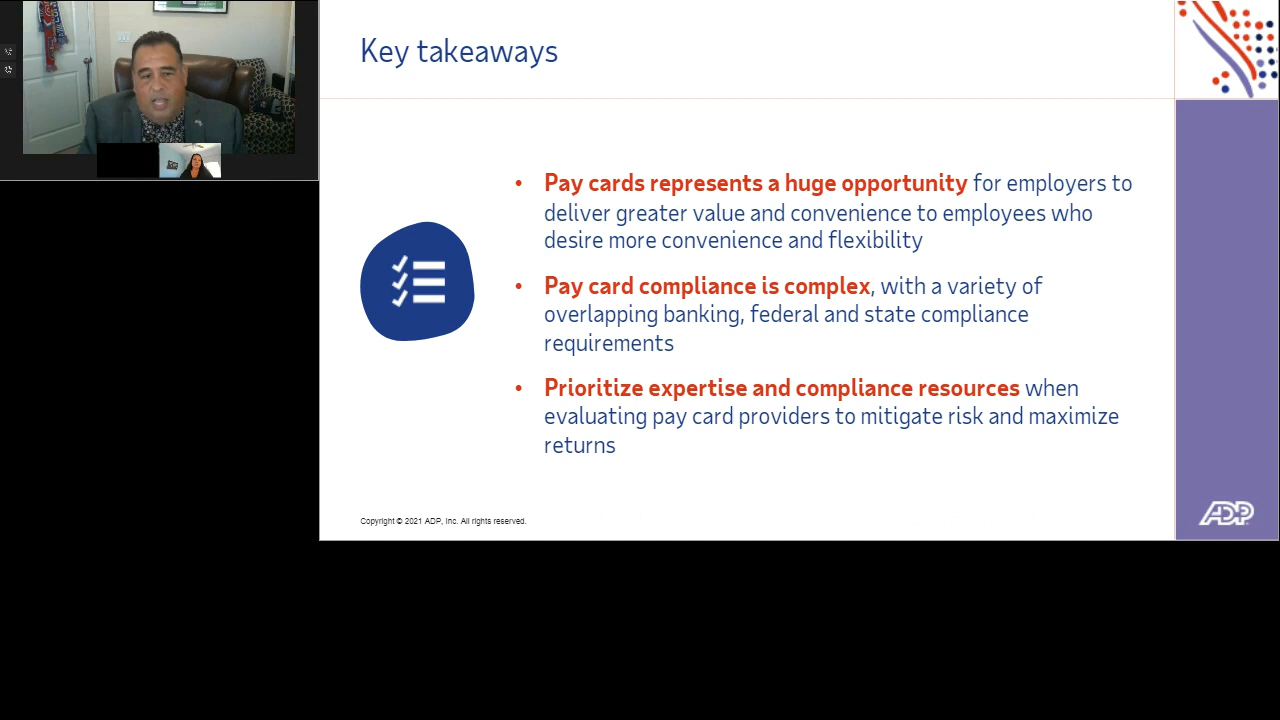 Key takeaways
• Pay cards represents a huge opportunity for employers to
deliver greater value and convenience to employees who
desire more convenience and flexibility
• Pay card compliance is complex, with a variety of
overlapping banking, federal and state compliance
requirements
• Prioritize expertise and compliance resources when
evaluating pay card providers to mitigate risk and maximize
returns
Copyright © 2021 ADP, Inc. All rights reserved.
ADP